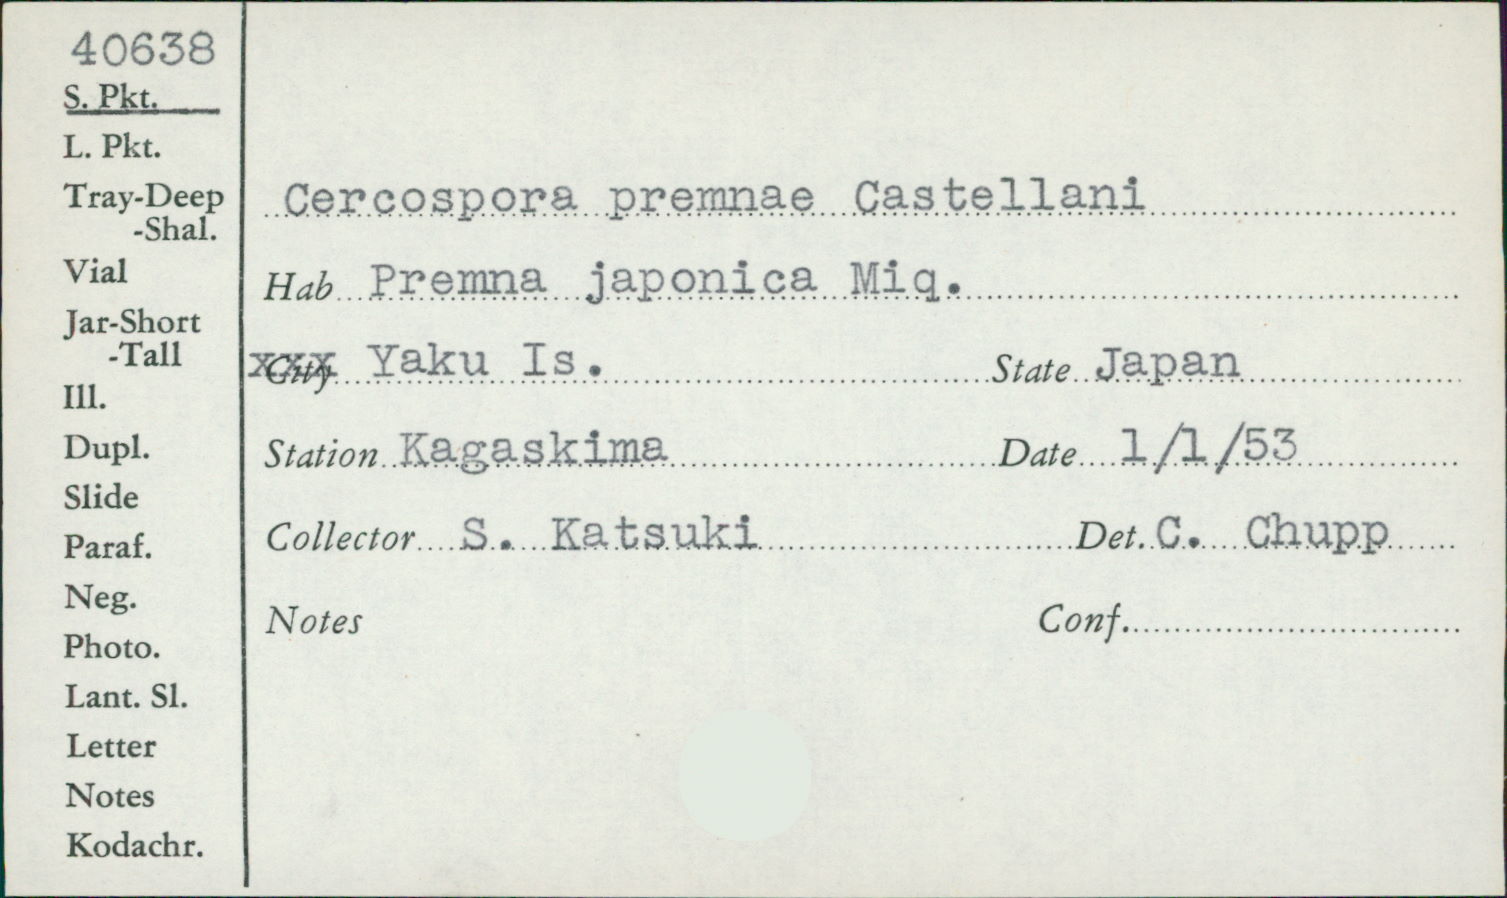 40638
S. Pkt.
L. Pkt.
Tray-Deep
-Shal.
Vial
Jar-Short
-Tall
Ill.
Dupl.
Slide
Paraf.
Neg.
Photo.
Lant. Sl.
Letter
Notes
Kodachr.
Cercospora premnae Castellani
Hab Premna japonica Miq.
City xxx Yaku Is. State Japan
Station Kagaskima Date 1/1/53
Collector S. Katsuki Det. C. Chupp
Notes Conf.